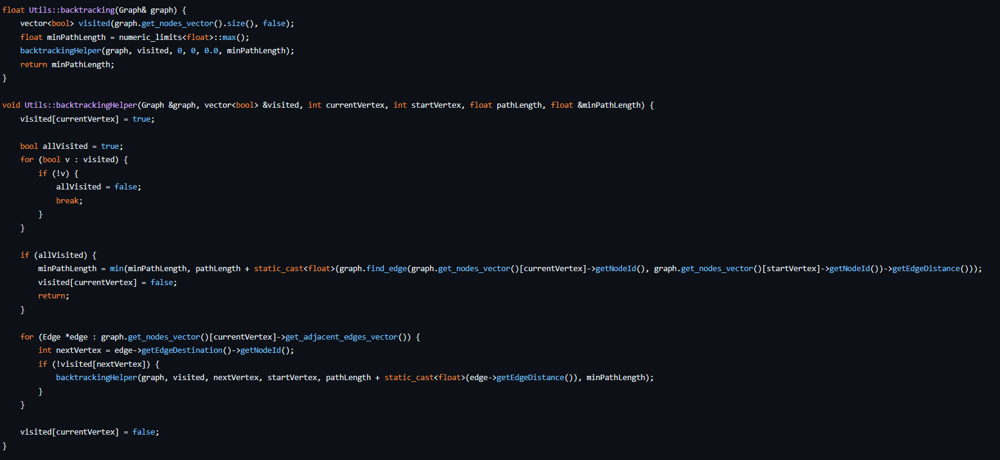 float Utils::backtracking(Graph& graph) {
    vector<bool> visited(graph.get_nodes_vector().size(), false);
    float minPathLength = numeric_limits<float>::max();
    backtrackingHelper(graph, visited, 0, 0, 0.0, minPathLength);
    return minPathLength;
}

void Utils::backtrackingHelper(Graph &graph, vector<bool> &visited, int currentVertex, int startVertex, float pathLength, float &minPathLength) {
    visited[currentVertex] = true;

    bool allVisited = true;
    for (bool v : visited) {
        if (!v) {
            allVisited = false;
            break;
        }
    }

    if (allVisited) {
        minPathLength = min(minPathLength, pathLength + static_cast<float>(graph.find_edge(graph.get_nodes_vector()[currentVertex]->getNodeId(), graph.get_nodes_vector()[startVertex]->getNodeId())->getEdgeDistance()));
        visited[currentVertex] = false;
        return;
    }

    for (Edge *edge : graph.get_nodes_vector()[currentVertex]->get_adjacent_edges_vector()) {
        int nextVertex = edge->getEdgeDestination()->getNodeId();
        if (!visited[nextVertex]) {
            backtrackingHelper(graph, visited, nextVertex, startVertex, pathLength + static_cast<float>(edge->getEdgeDistance()), minPathLength);
        }
    }

    visited[currentVertex] = false;
}